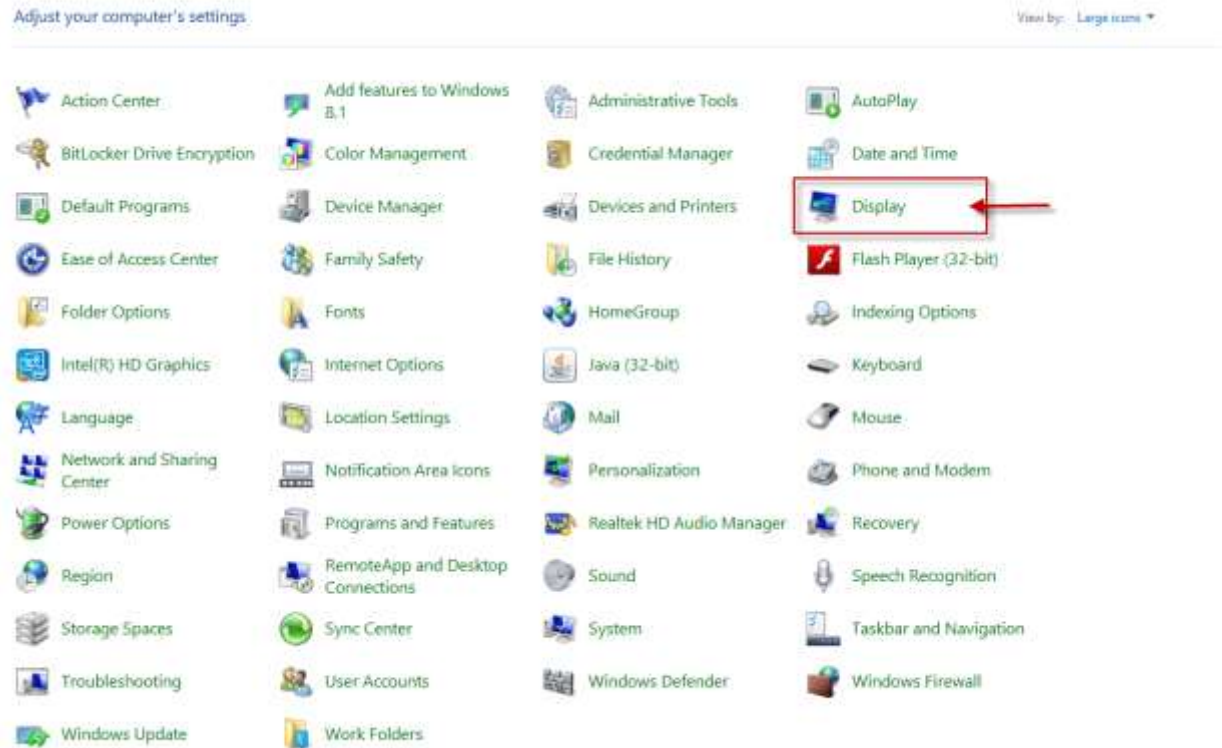 Adjust your computer's settings
View by: Large icons
Action Center
Add features to Windows
8.1
Administrative Tools
AutoPlay
BitLocker Drive Encryption
Color Management
Credential Manager
Date and Time
Default Programs
Device Manager
Devices and Printers
Display
Ease of Access Center
Family Safety
File History
Flash Player (32-bit)
Folder Options
Fonts
HomeGroup
Indexing Options
Intel(R) HD Graphics
Internet Options
Java (32-bit)
Keyboard
Language
Location Settings
Mail
Mouse
Network and Sharing
Center
Notification Area Icons
Personalization
Phone and Modem
Power Options
Programs and Features
Realtek HD Audio Manager
Recovery
Region
RemoteApp and Desktop
Connections
Sound
Speech Recognition
Storage Spaces
Sync Center
System
Taskbar and Navigation
Troubleshooting
User Accounts
Windows Defender
Windows Firewall
Windows Update
Work Folders